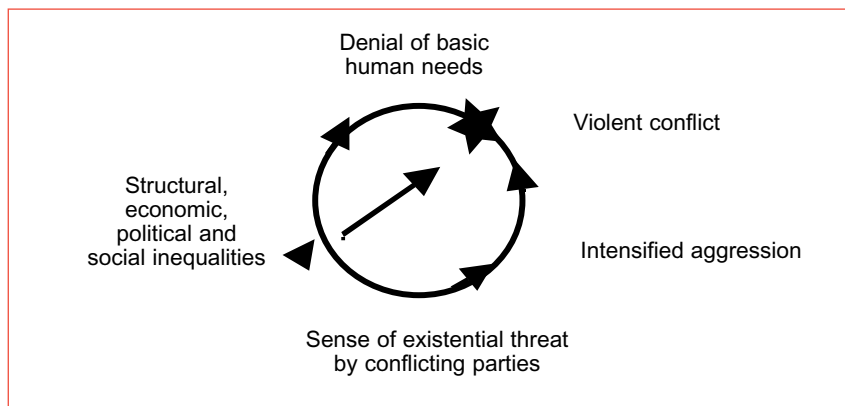 Denial of basic
human needs
Violent conflict
Structural,
economic,
political and
social inequalities
Intensified aggression
Sense of existential threat
by conflicting parties